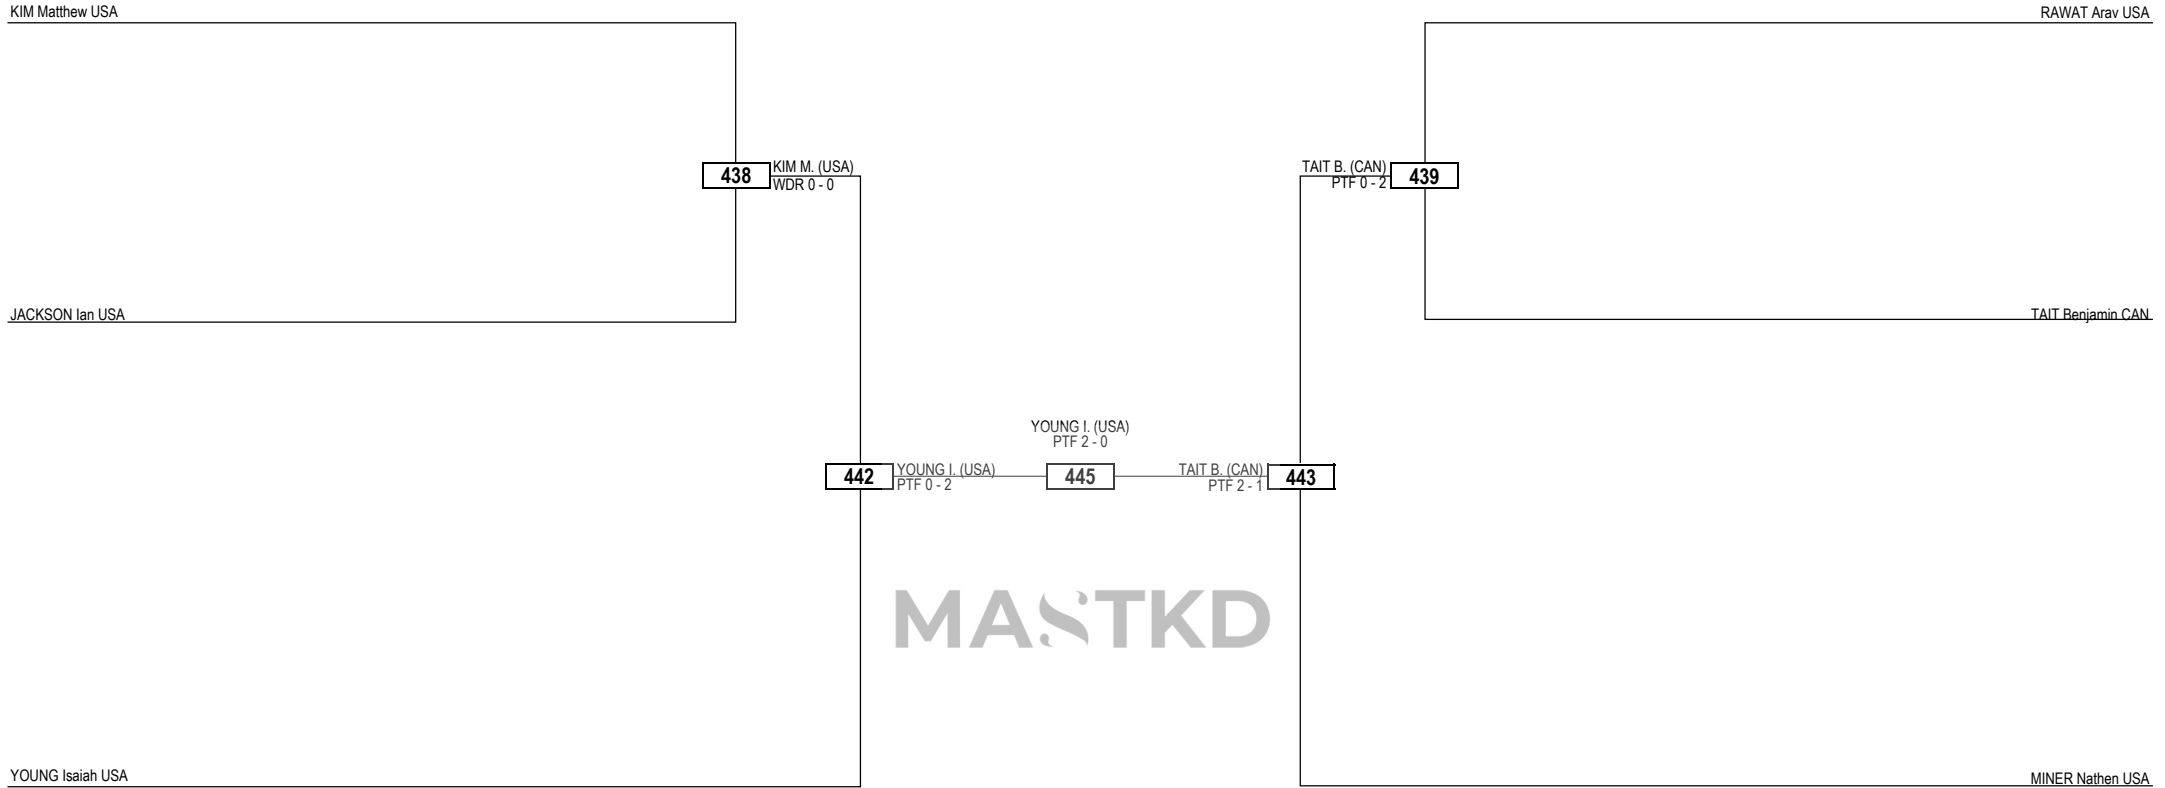 KIM Matthew USA
RAWAT Arav USA
KIM M. (USA)
438
WDR 0 - 0
TAIT B. (CAN)
439
PTF 0 - 2
JACKSON Ian USA
TAIT Benjamin CAN
YOUNG I. (USA)
PTF 2 - 0
442
YOUNG I. (USA)
PTF 0 - 2
445
TAIT B. (CAN)
PTF 2 - 1
443
MASTKD
YOUNG Isaiah USA
MINER Nathen USA